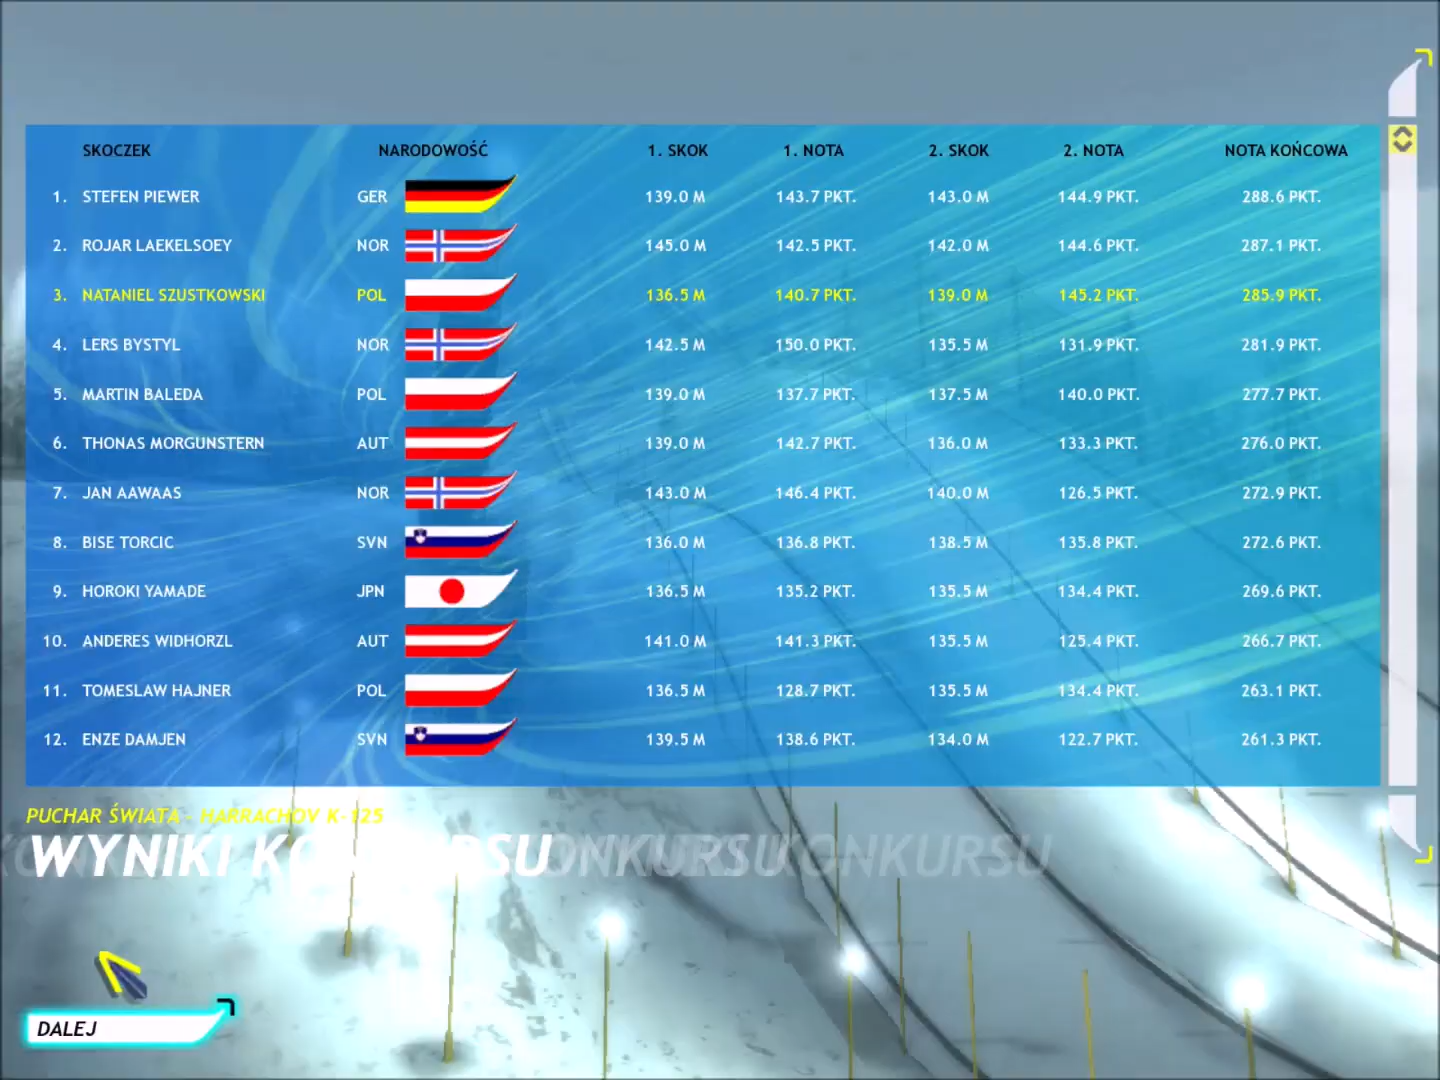 SKOCZEK NARODOWOŚĆ 1. SKOK 1. NOTA 2. SKOK 2. NOTA NOTA KOŃCOWA
1. STEFEN PIEWER GER 139.0 M 143.7 PKT. 143.0 M 144.9 PKT. 288.6 PKT.
2. ROJAR LAEKELSOEY NOR 145.0 M 142.5 PKT. 142.0 M 144.6 PKT. 287.1 PKT.
3. NATANIEL SZUSTKOWSKI POL 136.5 M 140.7 PKT. 139.0 M 145.2 PKT. 285.9 PKT.
4. LERS BYSTYL NOR 142.5 M 150.0 PKT. 135.5 M 131.9 PKT. 281.9 PKT.
5. MARTIN BALEDA POL 139.0 M 137.7 PKT. 137.5 M 140.0 PKT. 277.7 PKT.
6. THONAS MORGUNSTERN AUT 139.0 M 142.7 PKT. 136.0 M 133.3 PKT. 276.0 PKT.
7. JAN AAWAAS NOR 143.0 M 146.4 PKT. 140.0 M 126.5 PKT. 272.9 PKT.
8. BISE TORCIC SVN 136.0 M 136.8 PKT. 138.5 M 135.8 PKT. 272.6 PKT.
9. HOROKI YAMADE JPN 136.5 M 135.2 PKT. 135.5 M 134.4 PKT. 269.6 PKT.
10. ANDERES WIDHORZL AUT 141.0 M 141.3 PKT. 135.5 M 125.4 PKT. 266.7 PKT.
11. TOMESLAW HAJNER POL 136.5 M 128.7 PKT. 135.5 M 134.4 PKT. 263.1 PKT.
12. ENZE DAMJEN SVN 139.5 M 138.6 PKT. 134.0 M 122.7 PKT. 261.3 PKT.
PUCHAR ŚWIATA - HARRACHOV K-125
WYNIKI KONKURSU
DALEJ